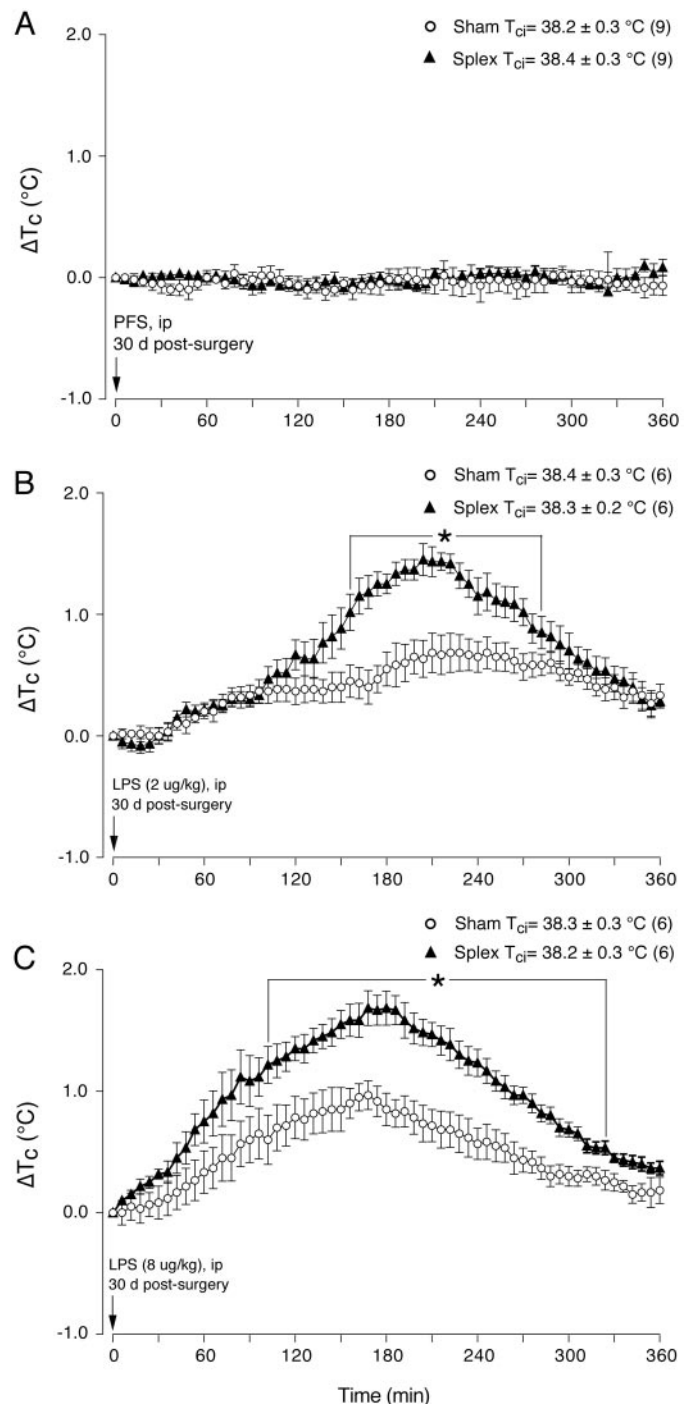 A
Sham Tci= 38.2 ± 0.3 °C (9)
Splex Tci= 38.4 ± 0.3 °C (9)
2.0
1.0
0.0
-1.0
ΔTc (°C)
PFS, ip
30 d post-surgery
0 60 120 180 240 300 360
B
Sham Tci= 38.4 ± 0.3 °C (6)
Splex Tci= 38.3 ± 0.2 °C (6)
2.0
*
1.0
0.0
-1.0
ΔTc (°C)
LPS (2 ug/kg), ip
30 d post-surgery
0 60 120 180 240 300 360
C
Sham Tci= 38.3 ± 0.3 °C (6)
Splex Tci= 38.2 ± 0.3 °C (6)
2.0
*
1.0
0.0
-1.0
ΔTc (°C)
LPS (8 ug/kg), ip
30 d post-surgery
0 60 120 180 240 300 360
Time (min)